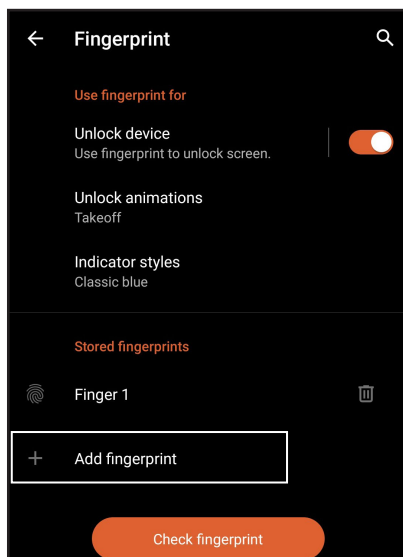 Fingerprint
Use fingerprint for
Unlock device
Use fingerprint to unlock screen.
Unlock animations
Takeoff
Indicator styles
Classic blue
Stored fingerprints
Finger 1
Add fingerprint
Check fingerprint